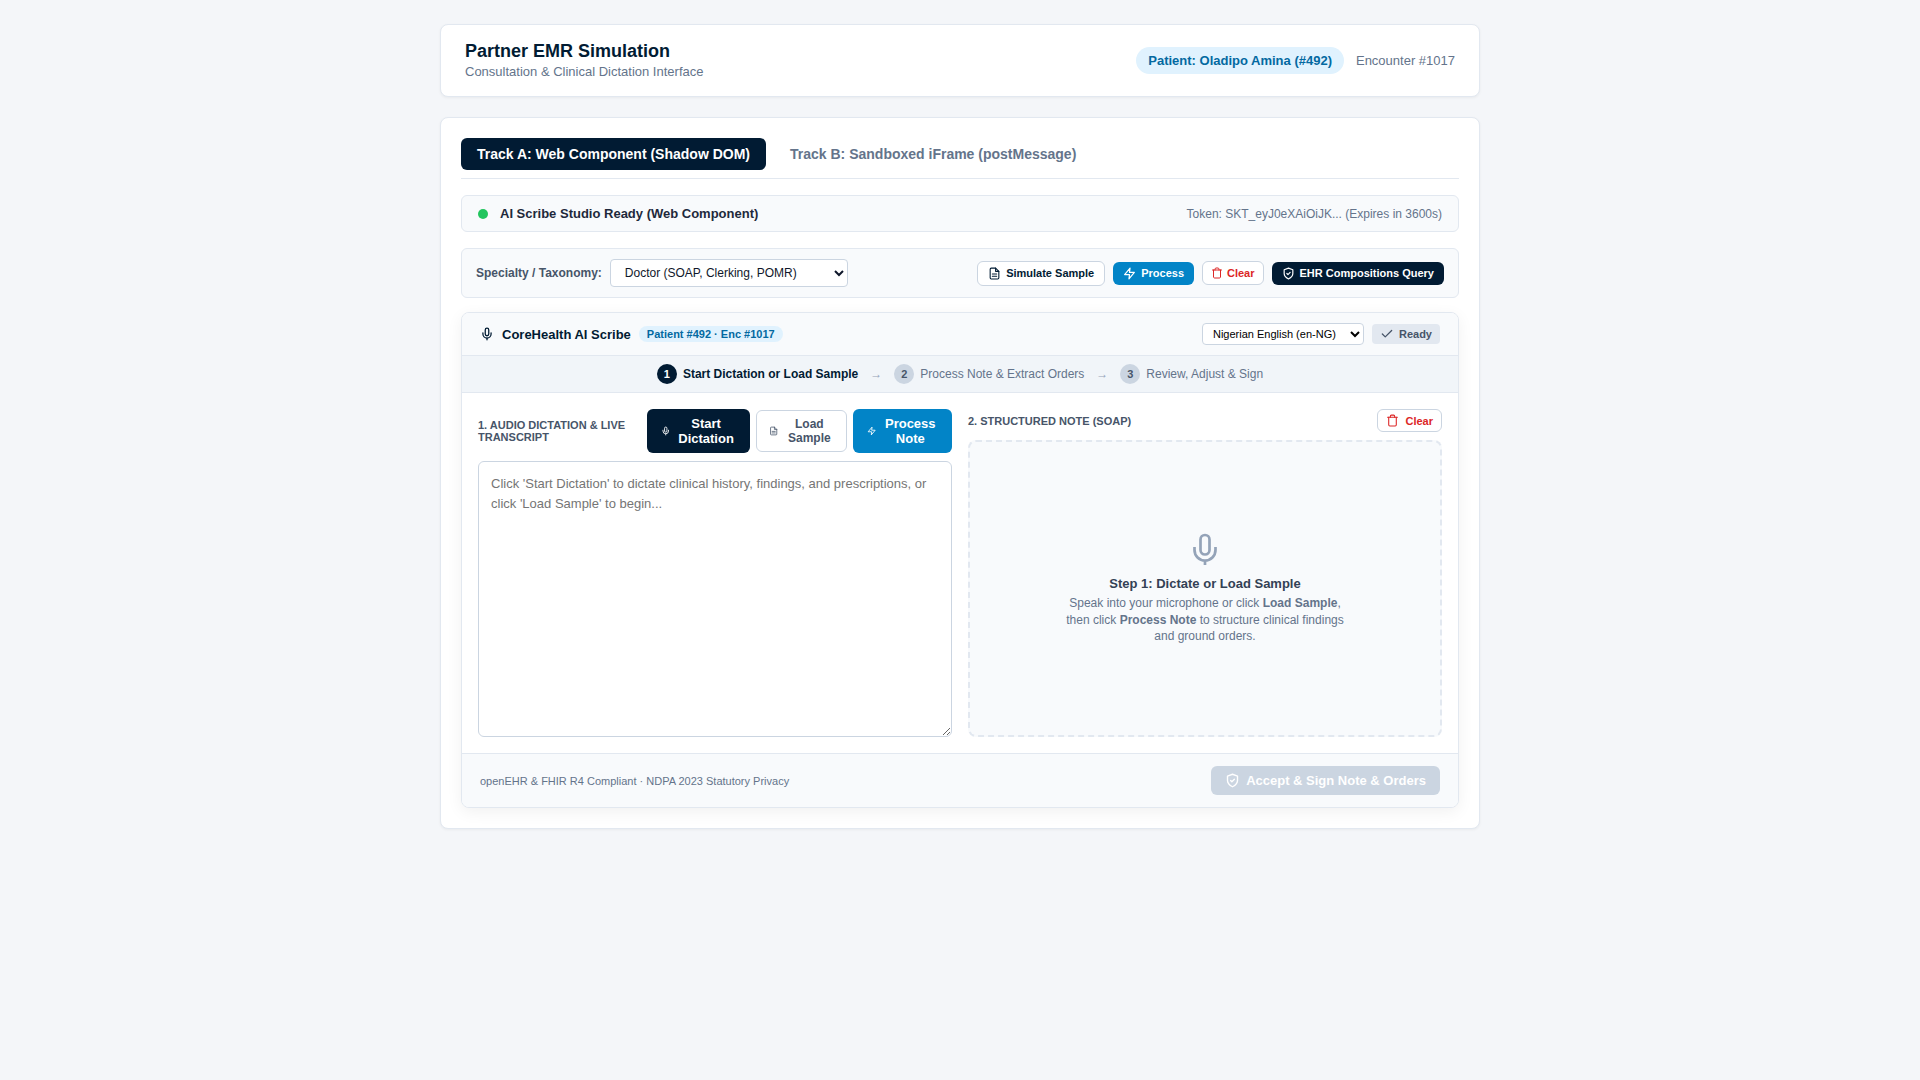 Partner EMR Simulation
Consultation & Clinical Dictation Interface
Patient: Oladipo Amina (#492)
Encounter #1017
Track A: Web Component (Shadow DOM)
Track B: Sandboxed iFrame (postMessage)
AI Scribe Studio Ready (Web Component)
Token: SKT_eyJ0eXAiOiJK... (Expires in 3600s)
Specialty / Taxonomy:
Doctor (SOAP, Clerking, POMR)
Simulate Sample
Process
Clear
EHR Compositions Query
CoreHealth AI Scribe
Patient #492 · Enc #1017
Nigerian English (en-NG)
Ready
1 Start Dictation or Load Sample → 2 Process Note & Extract Orders → 3 Review, Adjust & Sign
1. AUDIO DICTATION & LIVE
TRANSCRIPT
Start
Dictation
Load
Sample
Process
Note
Click 'Start Dictation' to dictate clinical history, findings, and prescriptions, or
click 'Load Sample' to begin...
2. STRUCTURED NOTE (SOAP)
Clear
Step 1: Dictate or Load Sample
Speak into your microphone or click Load Sample,
then click Process Note to structure clinical findings
and ground orders.
openEHR & FHIR R4 Compliant · NDPA 2023 Statutory Privacy
Accept & Sign Note & Orders